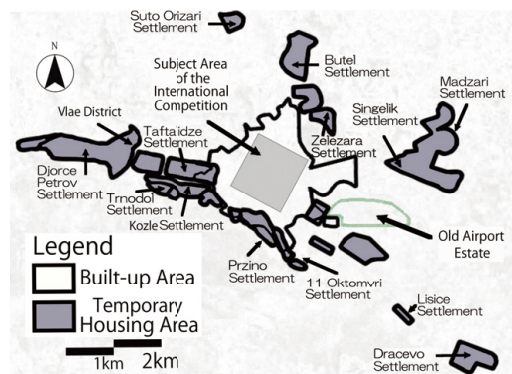 Suto Orizari
Settlement
N
Subject Area
of the
International
Competition
Butel
Settlement
Madzari
Settlement
Vlae District
Taftaidze
Settlement
Singelik
Settlement
Zelezara
Settlement
Djorce
Petrov
Settlement
Trnodol
Settlement
Kozle Settlement
Old Airport
Estate
Przino
Settlement
11 Oktomvri
Settlement
Lisice
Settlement
Dracevo
Settlement
Legend
Built-up Area
Temporary
Housing Area
1km
2km